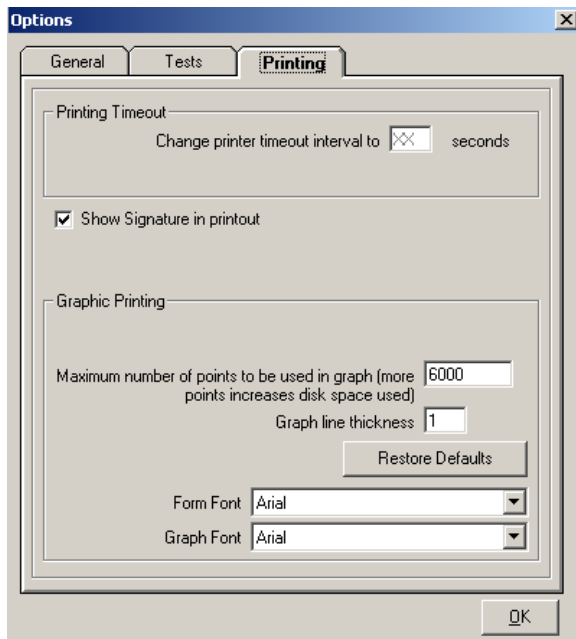 Options
General Tests Printing
Printing Timeout
Change printer timeout interval to XX seconds
Show Signature in printout
Graphic Printing
Maximum number of points to be used in graph (more 6000
points increases disk space used)
Graph line thickness 1
Restore Defaults
Form Font Arial
Graph Font Arial
OK